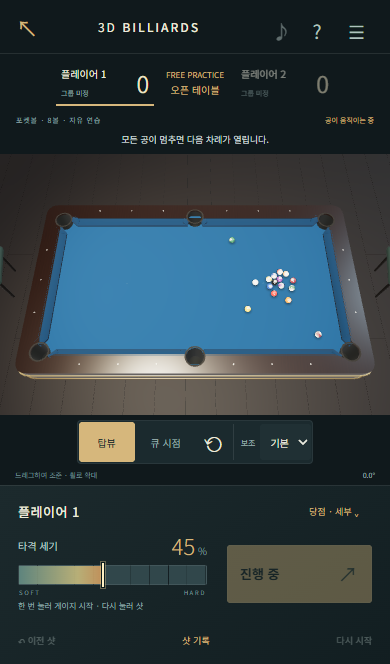 3D BILLIARDS
?
플레이어 1
그룹 미정
0
FREE PRACTICE
오픈 테이블
플레이어 2
그룹 미정
0
포켓볼 · 8볼 · 자유 연습
공이 움직이는 중
모든 공이 멈추면 다음 차례가 열립니다.
탑뷰
큐 시점
보조
기본
드래그하여 조준 · 휠로 확대
0.0°
플레이어 1
당점 · 세부
타격 세기
45 %
SOFT
HARD
한 번 눌러 게이지 시작 · 다시 눌러 샷
진행 중
이전 샷
샷 기록
다시 시작